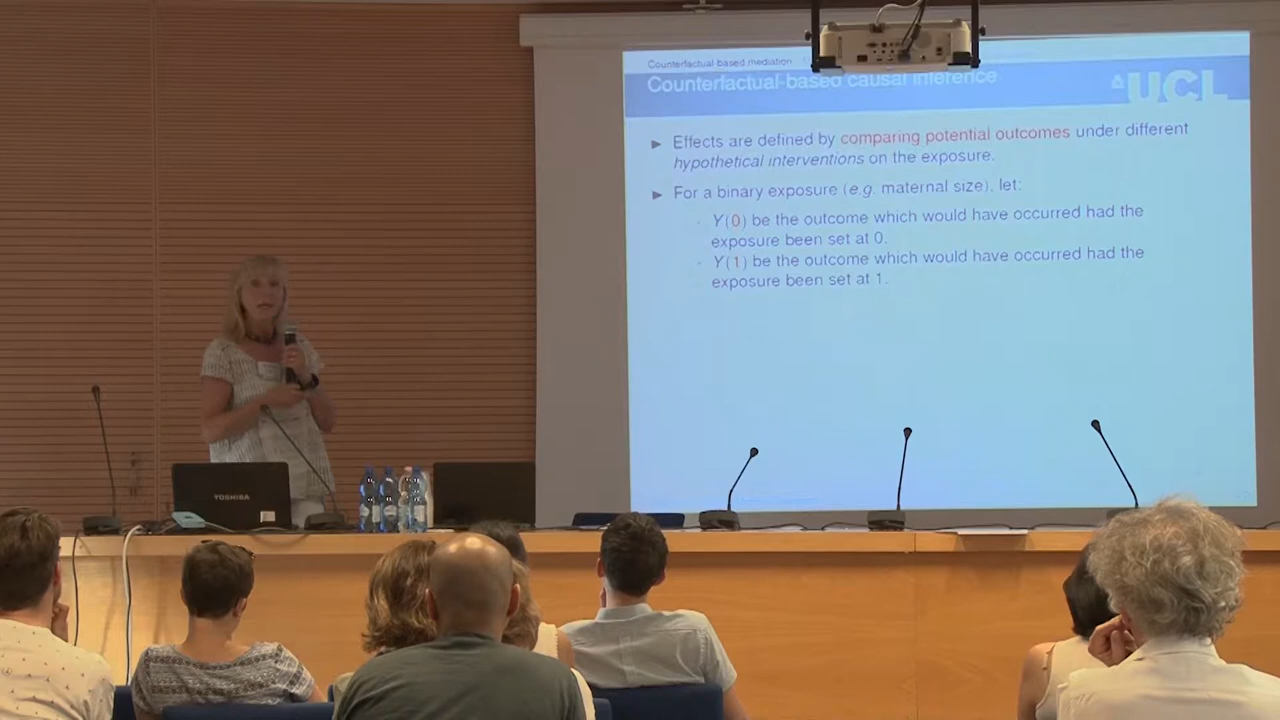 Counterfactual-based mediation
Counterfactual-based causal inference
UCL
► Effects are defined by comparing potential outcomes under different
hypothetical interventions on the exposure.
► For a binary exposure (e.g. maternal size), let:
- Y(0) be the outcome which would have occurred had the
exposure been set at 0.
- Y(1) be the outcome which would have occurred had the
exposure been set at 1.
TOSHIBA